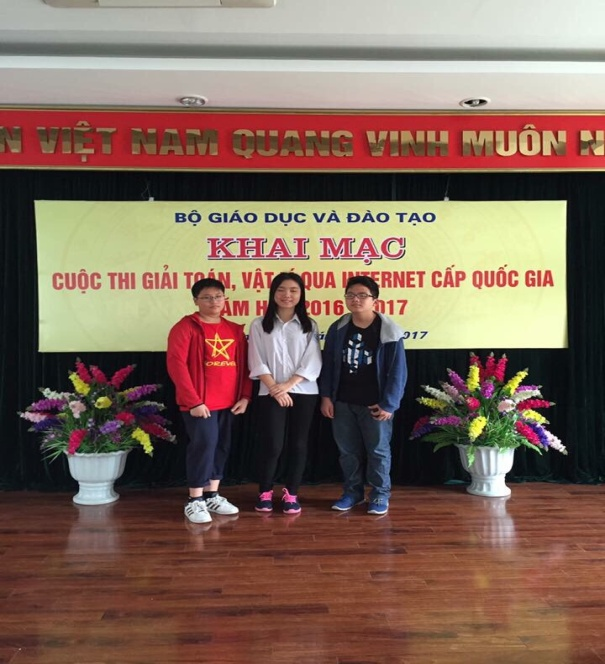 VIỆT NAM QUANG VINH MUÔN
BỘ GIÁO DỤC VÀ ĐÀO TẠO
KHAI MẠC
CUỘC THI GIẢI TOÁN, VẬT QUA INTERNET CẤP QUỐC GIA
2016 2017
2017